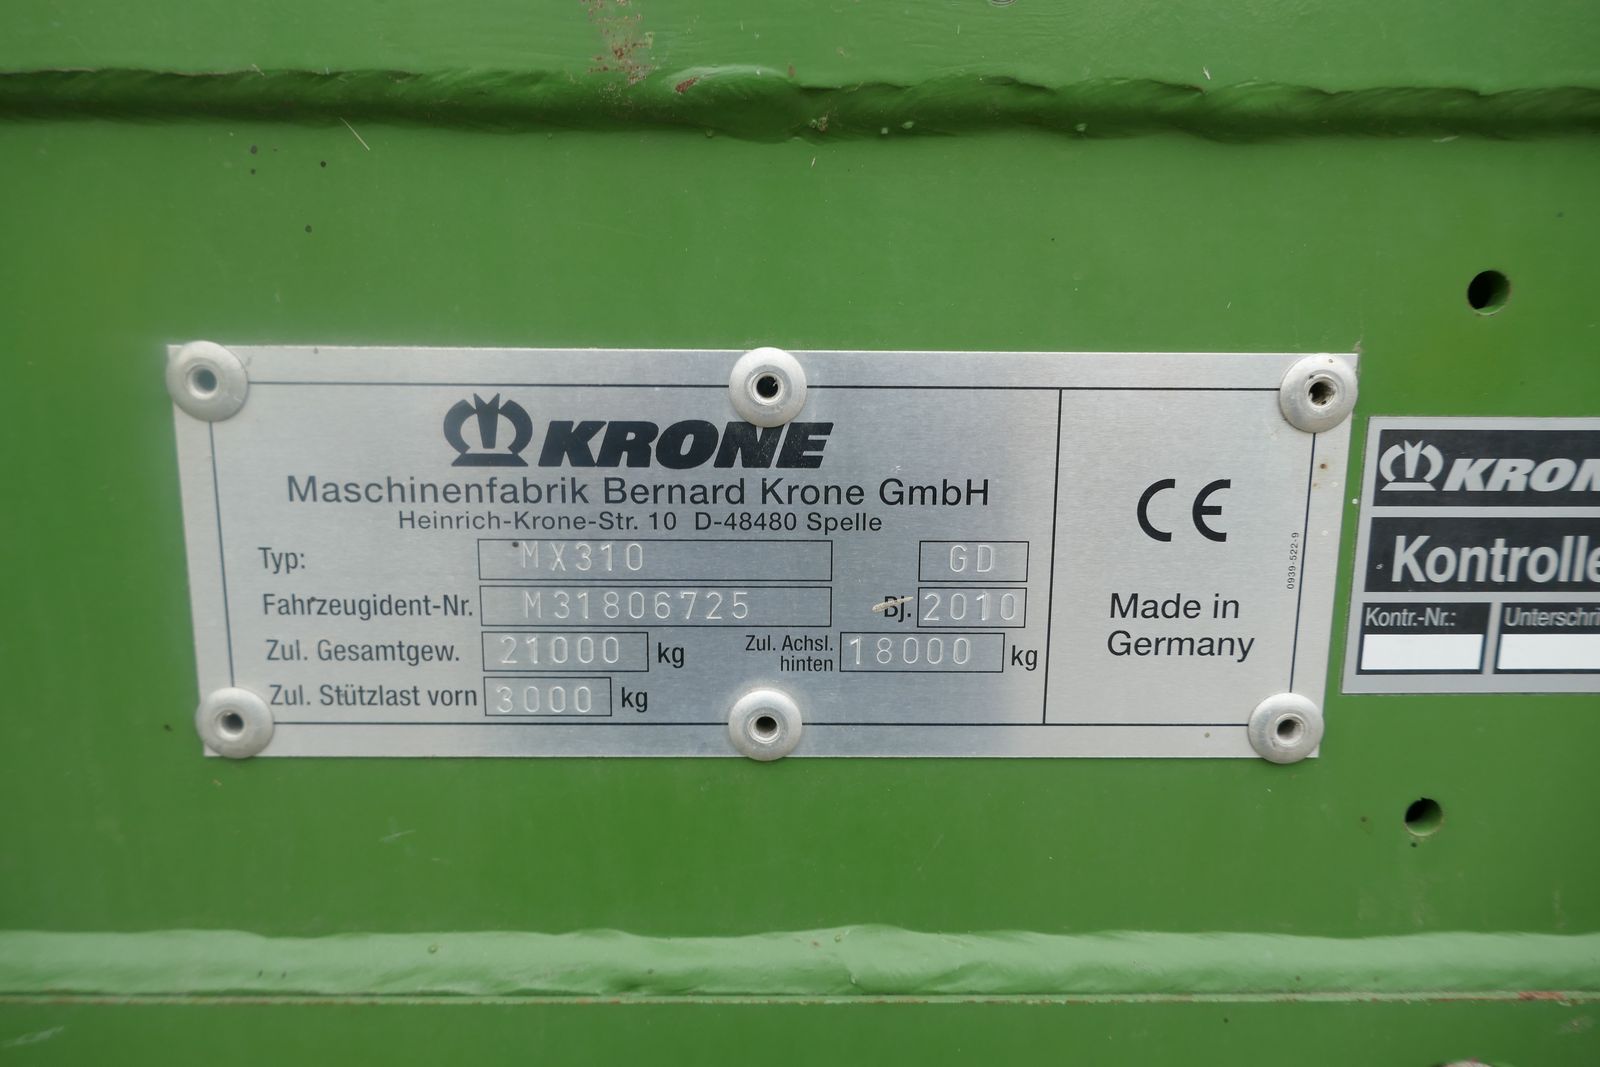 KRONE
Maschinenfabrik Bernard Krone GmbH
Heinrich-Krone-Str. 10 D-48480 Spelle
Typ: MX310 GD
Fahrzeugident-Nr. M31806725 Bj. 2010
Zul. Gesamtgew. 21000 kg Zul. Achsl. hinten 18000 kg
Zul. Stützlast vorn 3000 kg
CE
Made in
Germany
0939-522-9
KRON
Kontrolle
Kontr.-Nr.: Unterschri